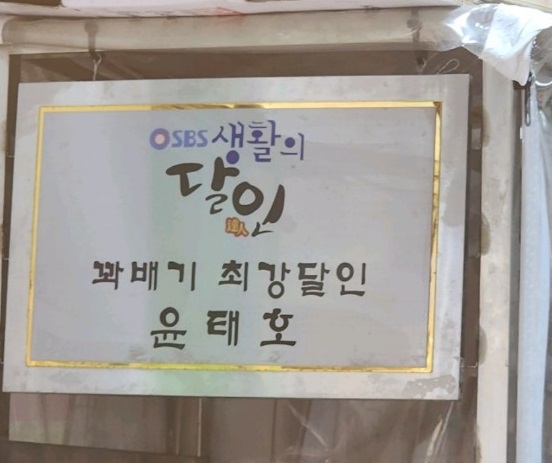 SBS 생활의
달인
達人
꽈배기 최강달인
윤태호